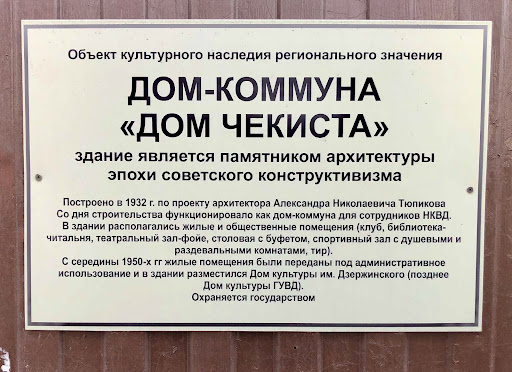 Объект культурного наследия регионального значения
ДОМ-КОММУНА
«ДОМ ЧЕКИСТА»
здание является памятником архитектуры
эпохи советского конструктивизма
Построено в 1932 г. по проекту архитектора Александра Николаевича Тюпикова
Со дня строительства функционировало как дом-коммуна для сотрудников НКВД.
В здании располагались жилые и общественные помещения (клуб, библиотека-
читальня, театральный зал-фойе, столовая с буфетом, спортивный зал с душевыми и
раздевальными комнатами, тир).
С середины 1950-х гг жилые помещения были переданы под административное
использование и в здании разместился Дом культуры им. Дзержинского (позднее
Дом культуры ГУВД).
Охраняется государством